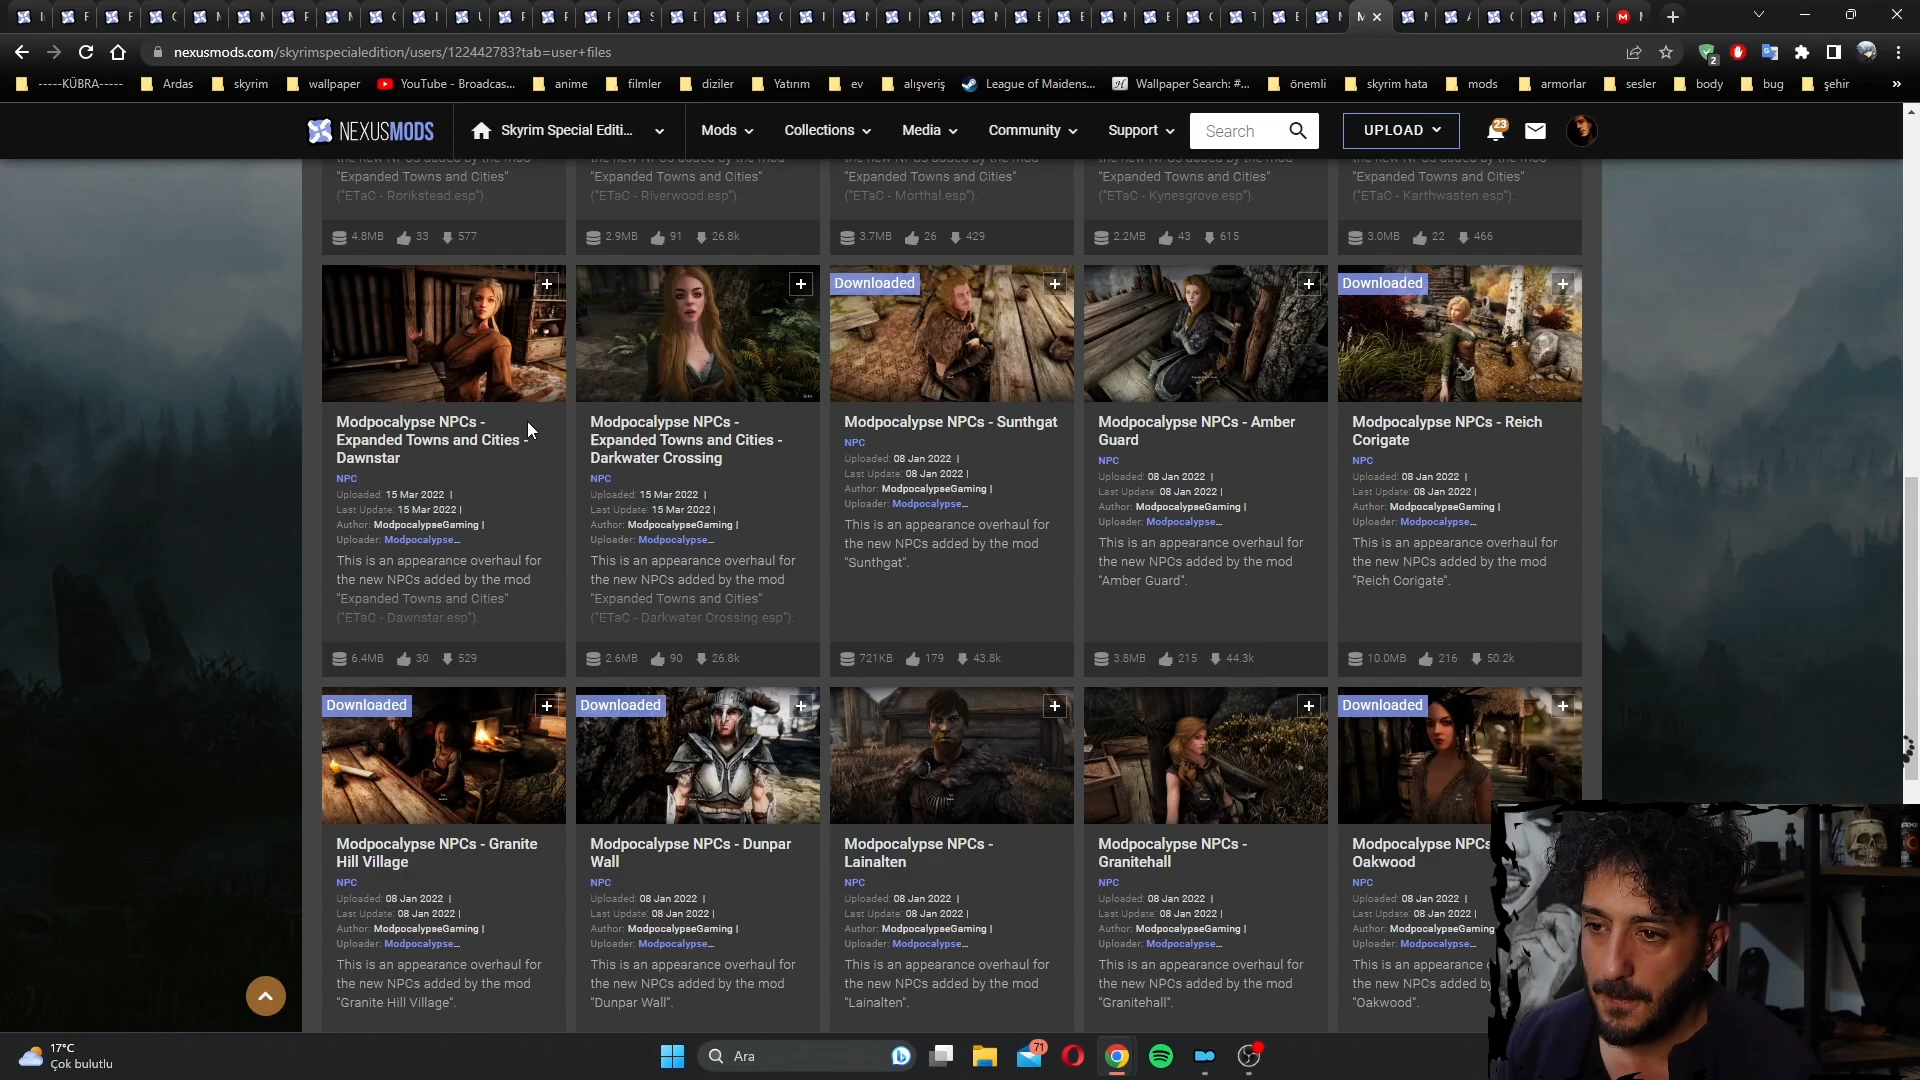 nexusmods.com/skyrimspecialedition/users/122442783?tab=user+files
2
-----KÜBRA-----
Ardas
skyrim
wallpaper
YouTube - Broadcas...
anime
filmler
diziler
Yatırım
ev
alışveriş
League of Maidens...
Wallpaper Search: #...
önemli
skyrim hata
mods
armorlar
sesler
body
bug
şehir
»
NEXUSMODS
Skyrim Special Editi...
Mods
Collections
Media
Community
Support
Search
UPLOAD
23
"Expanded Towns and Cities"
("ETaC - Rorikstead.esp").
4.8MB 33 577
"Expanded Towns and Cities"
("ETaC - Riverwood.esp").
2.9MB 91 26.8k
"Expanded Towns and Cities"
("ETaC - Morthal.esp").
3.7MB 26 429
"Expanded Towns and Cities"
("ETaC - Kynesgrove.esp").
2.2MB 43 615
"Expanded Towns and Cities"
("ETaC - Karthwasten.esp").
3.0MB 22 466
Modpocalypse NPCs -
Expanded Towns and Cities -
Dawnstar
NPC
Uploaded: 15 Mar 2022 |
Last Update: 15 Mar 2022 |
Author: ModpocalypseGaming |
Uploader: Modpocalypse...
This is an appearance overhaul for
the new NPCs added by the mod
"Expanded Towns and Cities"
("ETaC - Dawnstar.esp").
6.4MB 30 529
Modpocalypse NPCs -
Expanded Towns and Cities -
Darkwater Crossing
NPC
Uploaded: 15 Mar 2022 |
Last Update: 15 Mar 2022 |
Author: ModpocalypseGaming |
Uploader: Modpocalypse...
This is an appearance overhaul for
the new NPCs added by the mod
"Expanded Towns and Cities"
("ETaC - Darkwater Crossing.esp").
2.6MB 90 26.8k
Downloaded
Modpocalypse NPCs - Sunthgat
NPC
Uploaded: 08 Jan 2022 |
Last Update: 08 Jan 2022 |
Author: ModpocalypseGaming |
Uploader: Modpocalypse...
This is an appearance overhaul for
the new NPCs added by the mod
"Sunthgat".
721KB 179 43.8k
Modpocalypse NPCs - Amber
Guard
NPC
Uploaded: 08 Jan 2022 |
Last Update: 08 Jan 2022 |
Author: ModpocalypseGaming |
Uploader: Modpocalypse...
This is an appearance overhaul for
the new NPCs added by the mod
"Amber Guard".
3.8MB 215 44.3k
Downloaded
Modpocalypse NPCs - Reich
Corigate
NPC
Uploaded: 08 Jan 2022 |
Last Update: 08 Jan 2022 |
Author: ModpocalypseGaming |
Uploader: Modpocalypse...
This is an appearance overhaul for
the new NPCs added by the mod
"Reich Corigate".
10.0MB 216 50.2k
Downloaded
Modpocalypse NPCs - Granite
Hill Village
NPC
Uploaded: 08 Jan 2022 |
Last Update: 08 Jan 2022 |
Author: ModpocalypseGaming |
Uploader: Modpocalypse...
This is an appearance overhaul for
the new NPCs added by the mod
"Granite Hill Village".
Downloaded
Modpocalypse NPCs - Dunpar
Wall
NPC
Uploaded: 08 Jan 2022 |
Last Update: 08 Jan 2022 |
Author: ModpocalypseGaming |
Uploader: Modpocalypse...
This is an appearance overhaul for
the new NPCs added by the mod
"Dunpar Wall".
Modpocalypse NPCs -
Lainalten
NPC
Uploaded: 08 Jan 2022 |
Last Update: 08 Jan 2022 |
Author: ModpocalypseGaming |
Uploader: Modpocalypse...
This is an appearance overhaul for
the new NPCs added by the mod
"Lainalten".
Modpocalypse NPCs -
Granitehall
NPC
Uploaded: 08 Jan 2022 |
Last Update: 08 Jan 2022 |
Author: ModpocalypseGaming |
Uploader: Modpocalypse...
This is an appearance overhaul for
the new NPCs added by the mod
"Granitehall".
Downloaded
Modpocalypse NPCs
Oakwood
NPC
Uploaded: 08 Jan 2022 |
Last Update: 08 Jan 2022 |
Author: ModpocalypseGaming
Uploader: Modpocalypse...
This is an appearance
the new NPCs added b
"Oakwood".
17°C
Çok bulutlu
Ara
71